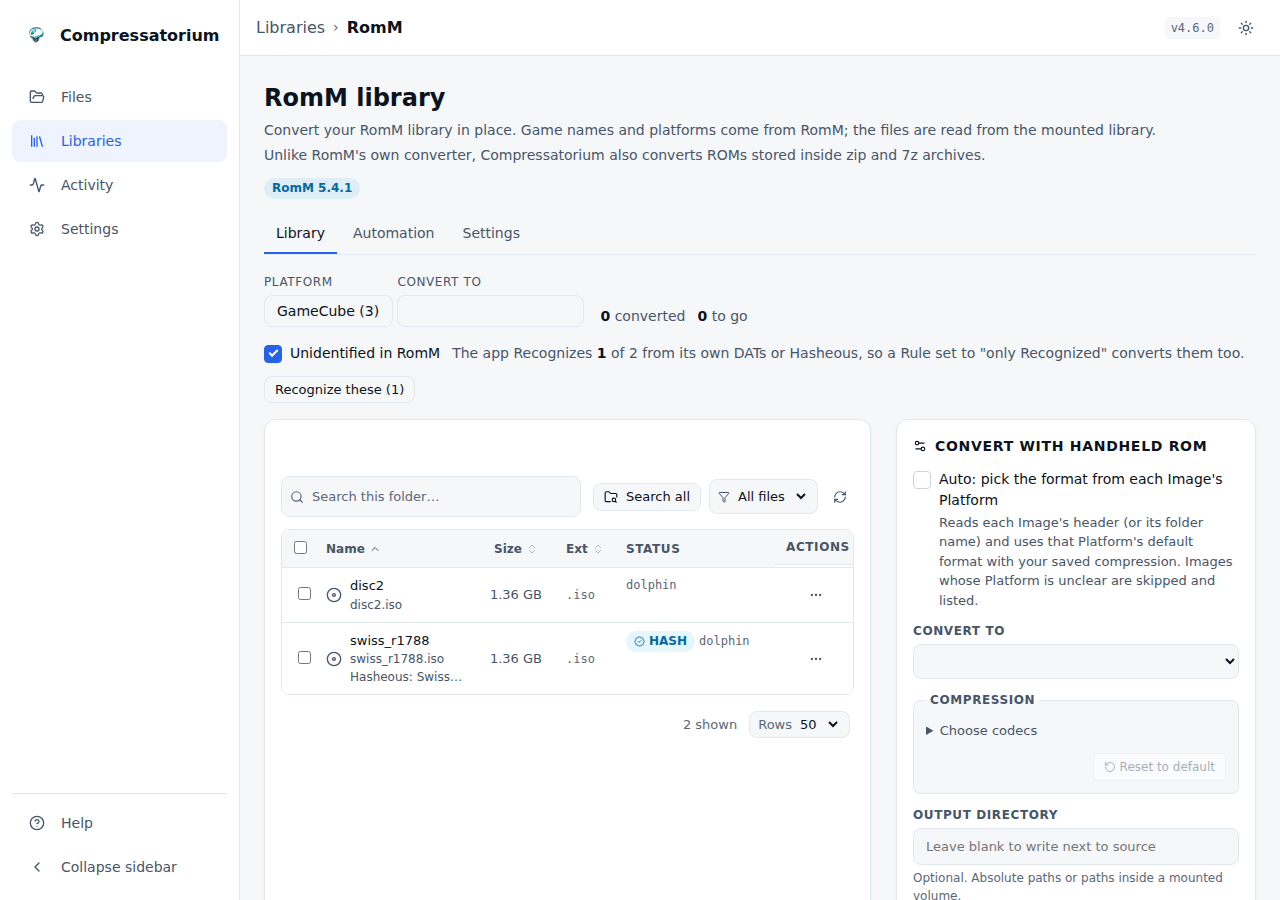 Compressatorium
Libraries › RomM
v4.6.0
Files
Libraries
Activity
Settings
Help
Collapse sidebar
RomM library
Convert your RomM library in place. Game names and platforms come from RomM; the files are read from the mounted library.
Unlike RomM's own converter, Compressatorium also converts ROMs stored inside zip and 7z archives.
RomM 5.4.1
Library Automation Settings
PLATFORM CONVERT TO
GameCube (3) 0 converted 0 to go
Unidentified in RomM The app Recognizes 1 of 2 from its own DATs or Hasheous, so a Rule set to "only Recognized" converts them too.
Recognize these (1)
Search this folder… Search all All files
Name Size Ext STATUS ACTIONS
disc2 dolphin
disc2.iso 1.36 GB .iso ···
swiss_r1788 HASH dolphin
swiss_r1788.iso 1.36 GB .iso ···
Hasheous: Swiss…
2 shown Rows 50
CONVERT WITH HANDHELD ROM
Auto: pick the format from each Image's
Platform
Reads each Image's header (or its folder
name) and uses that Platform's default
format with your saved compression. Images
whose Platform is unclear are skipped and
listed.
CONVERT TO
COMPRESSION
Choose codecs
Reset to default
OUTPUT DIRECTORY
Leave blank to write next to source
Optional. Absolute paths or paths inside a mounted
volume.